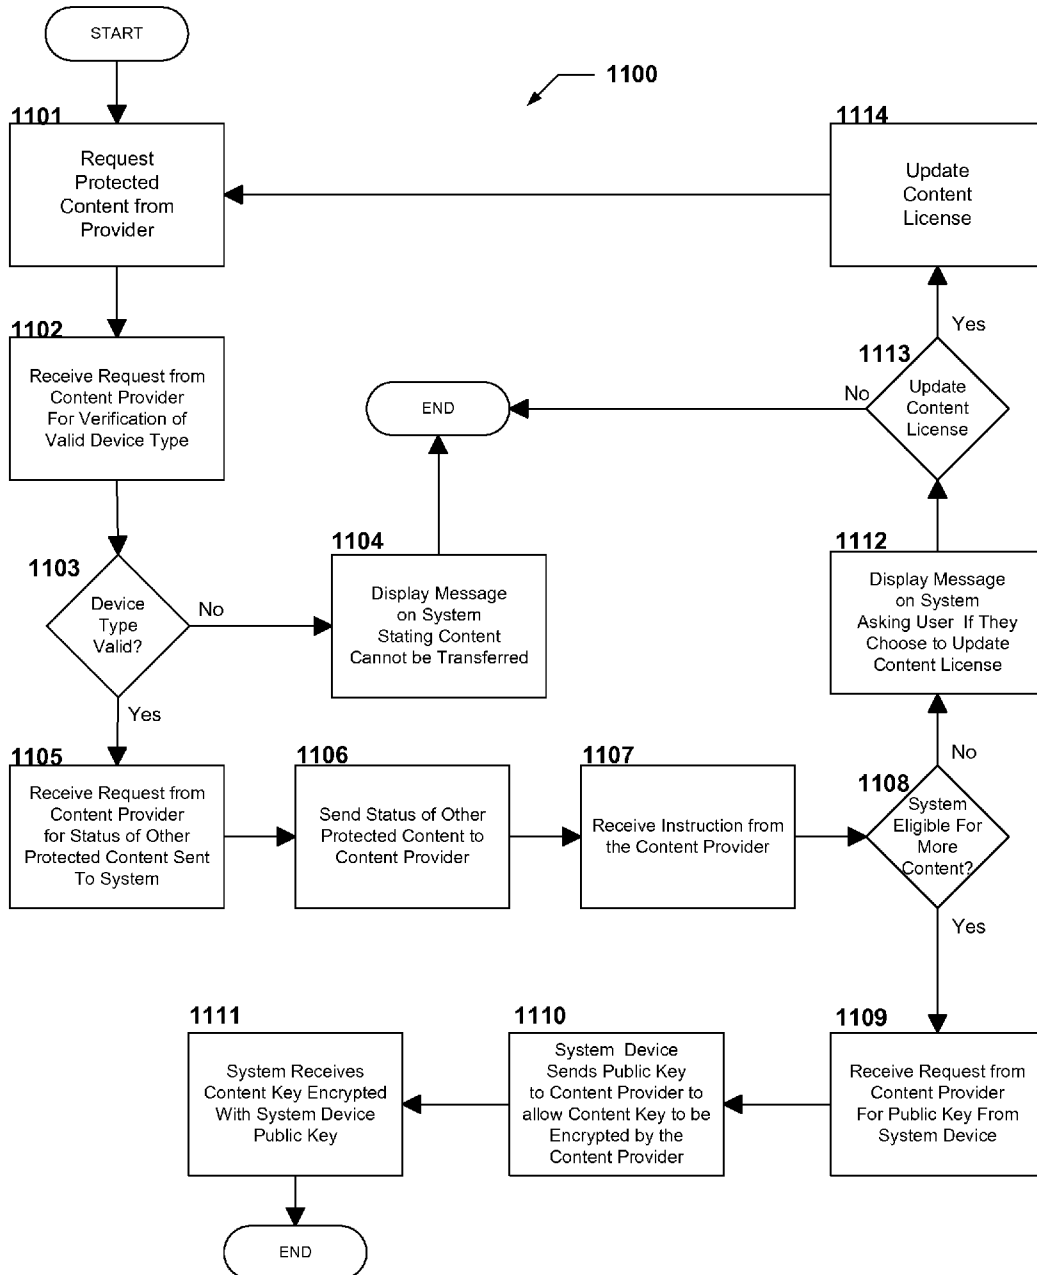 START
1100
1101
Request
Protected
Content from
Provider
1114
Update
Content
License
1102
Receive Request from
Content Provider
For Verification of
Valid Device Type
END
No
1113
Update
Content
License
Yes
1103
Device
Type
Valid?
No
Yes
1104
Display Message
on System
Stating Content
Cannot be Transferred
1112
Display Message
on System
Asking User If They
Choose to Update
Content License
1105
Receive Request from
Content Provider
for Status of Other
Protected Content Sent
To System
1106
Send Status of Other
Protected Content to
Content Provider
1107
Receive Instruction from
the Content Provider
No
1108
System
Eligible For
More
Content?
Yes
1111
System Receives
Content Key Encrypted
With System Device
Public Key
1110
System Device
Sends Public Key
to Content Provider to
allow Content Key to be
Encrypted by the
Content Provider
1109
Receive Request from
Content Provider
For Public Key From
System Device
END